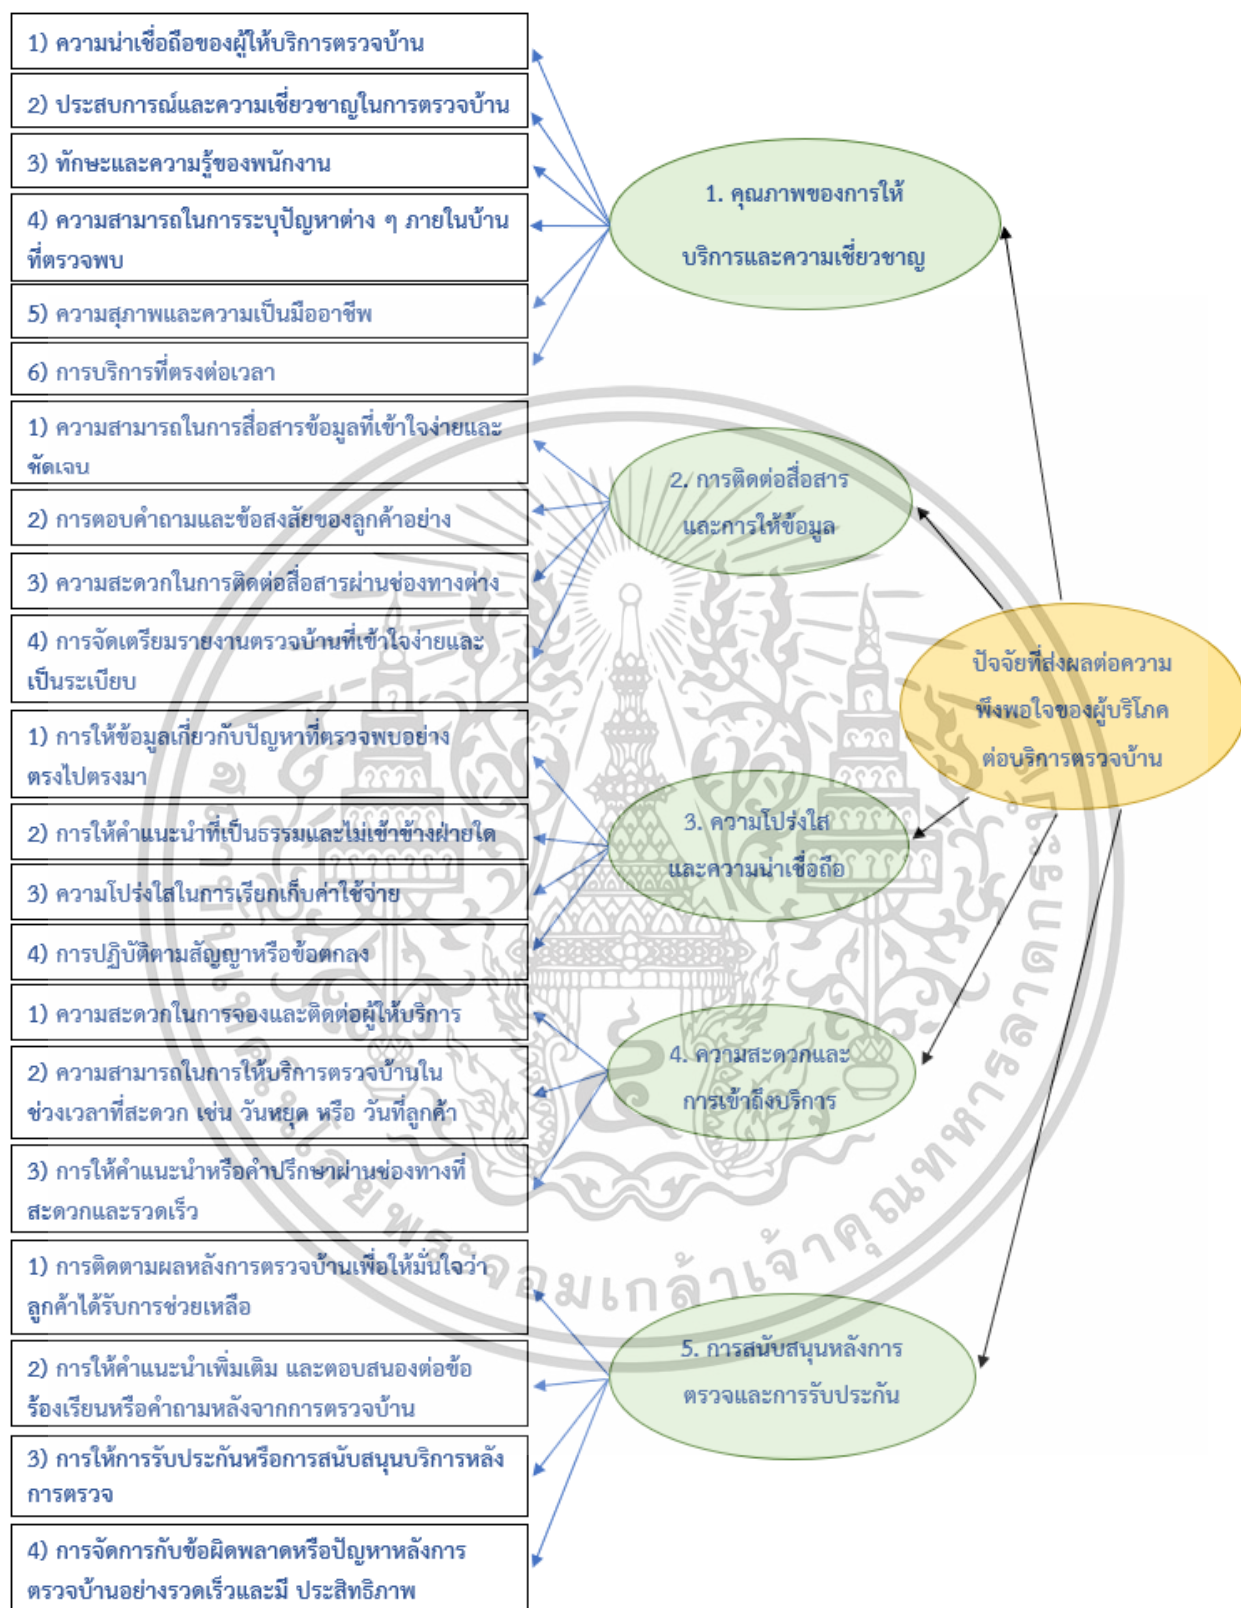 1) ความน่าเชื่อถือของผู้ให้บริการตรวจบ้าน
2) ประสบการณ์และความเชี่ยวชาญในการตรวจบ้าน
3) ทักษะและความรู้ของพนักงาน
4) ความสามารถในการระบุปัญหาต่าง ๆ ภายในบ้าน
ที่ตรวจพบ
5) ความสุภาพและความเป็นมืออาชีพ
6) การบริการที่ตรงต่อเวลา
1. คุณภาพของการให้
บริการและความเชี่ยวชาญ
1) ความสามารถในการสื่อสารข้อมูลที่เข้าใจง่ายและ
ชัดเจน
2) การตอบคำถามและข้อสงสัยของลูกค้าอย่าง
3) ความสะดวกในการติดต่อสื่อสารผ่านช่องทางต่าง
4) การจัดเตรียมรายงานตรวจบ้านที่เข้าใจง่ายและ
เป็นระเบียบ
2. การติดต่อสื่อสาร
และการให้ข้อมูล
1) การให้ข้อมูลเกี่ยวกับปัญหาที่ตรวจพบอย่าง
ตรงไปตรงมา
2) การให้คำแนะนำที่เป็นธรรมและไม่เข้าข้างฝ่ายใด
3) ความโปร่งใสในการเรียกเก็บค่าใช้จ่าย
4) การปฏิบัติตามสัญญาหรือข้อตกลง
3. ความโปร่งใส
และความน่าเชื่อถือ
ปัจจัยที่ส่งผลต่อความ
พึงพอใจของผู้บริโภค
ต่อบริการตรวจบ้าน
1) ความสะดวกในการจองและติดต่อผู้ให้บริการ
2) ความสามารถในการให้บริการตรวจบ้านใน
ช่วงเวลาที่สะดวก เช่น วันหยุด หรือ วันที่ลูกค้า
3) การให้คำแนะนำหรือคำปรึกษาผ่านช่องทางที่
สะดวกและรวดเร็ว
4. ความสะดวกและ
การเข้าถึงบริการ
1) การติดตามผลหลังการตรวจบ้านเพื่อให้มั่นใจว่า
ลูกค้าได้รับการช่วยเหลือ
2) การให้คำแนะนำเพิ่มเติม และตอบสนองต่อข้อ
ร้องเรียนหรือคำถามหลังจากการตรวจบ้าน
3) การให้การรับประกันหรือการสนับสนุนบริการหลัง
การตรวจ
4) การจัดการกับข้อผิดพลาดหรือปัญหาหลังการ
ตรวจบ้านอย่างรวดเร็วและมี ประสิทธิภาพ
5. การสนับสนุนหลังการ
ตรวจและการรับประกัน
สถาบันเทคโนโลยีพระจอมเกล้าเจ้าคุณทหารลาดกระบัง